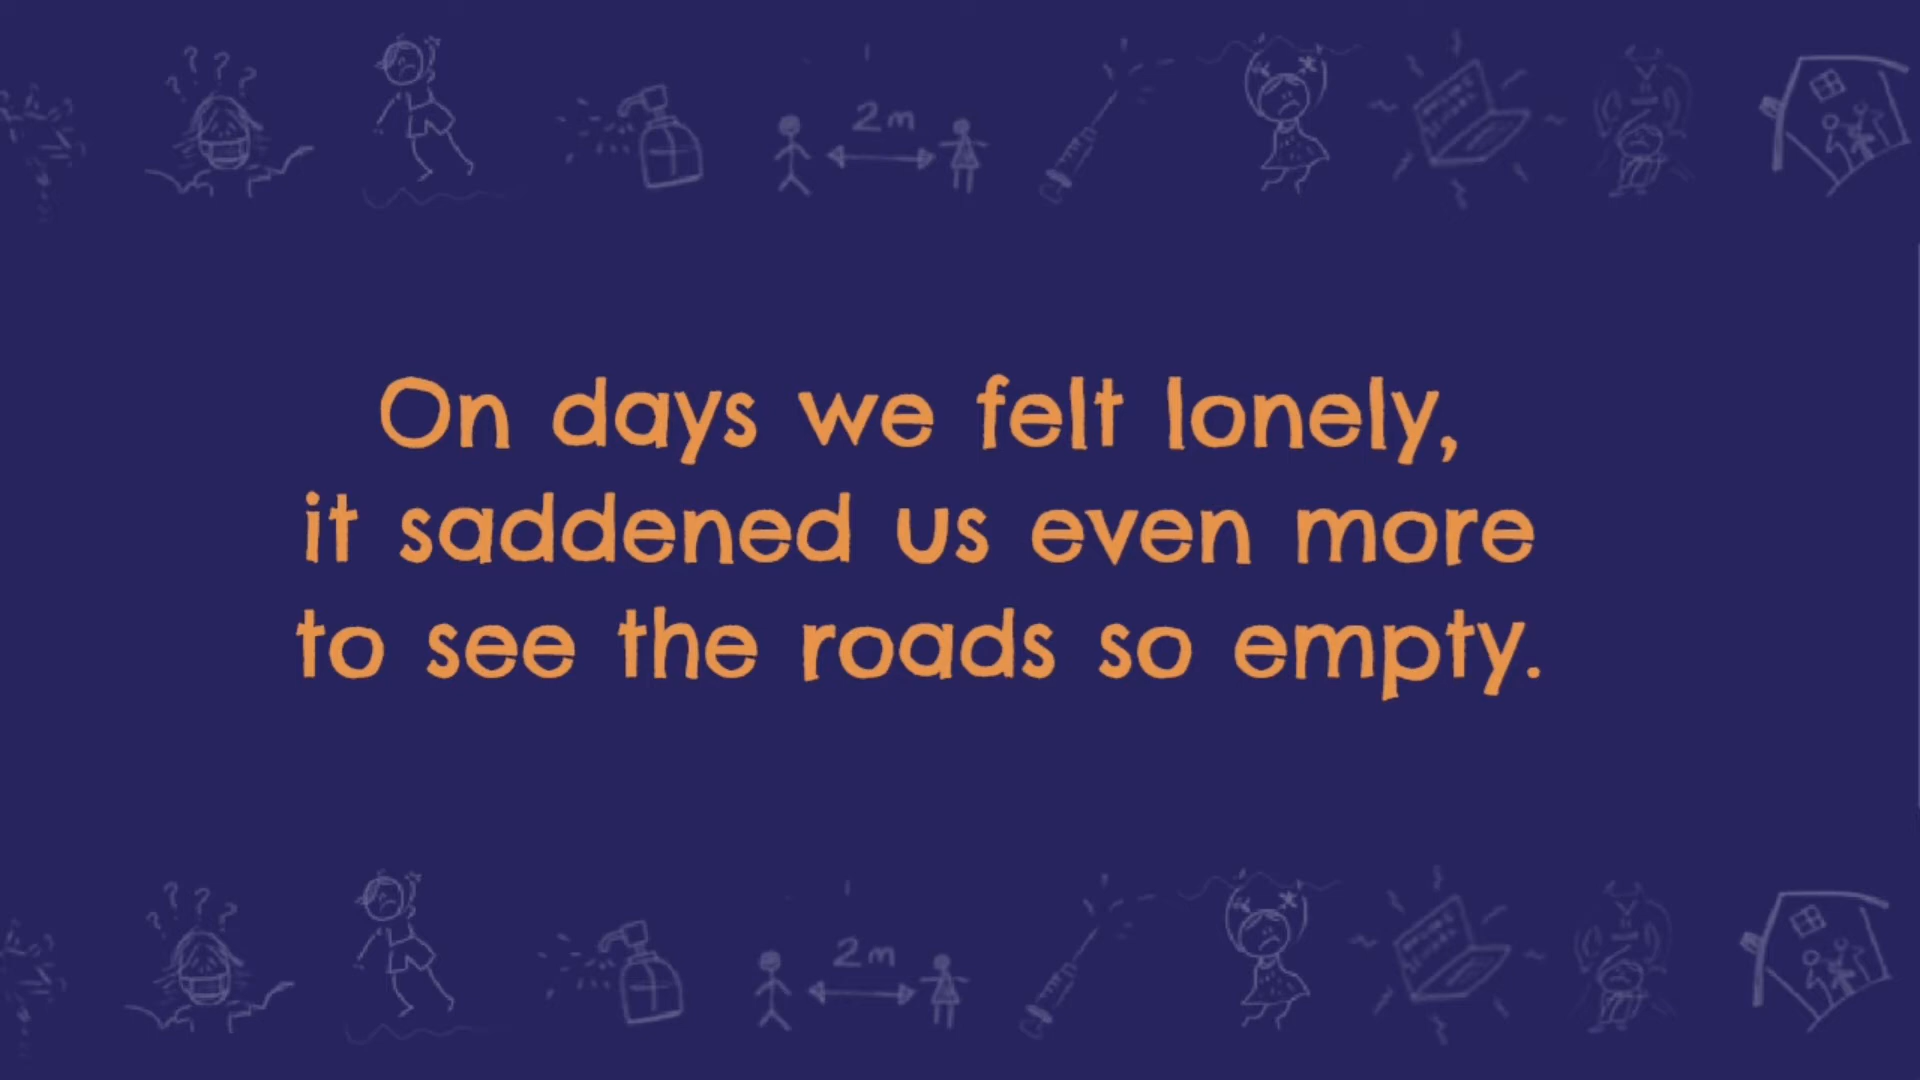 ? ? ?
2m
On days we felt lonely,
it saddened us even more
to see the roads so empty.
? ? ?
2m